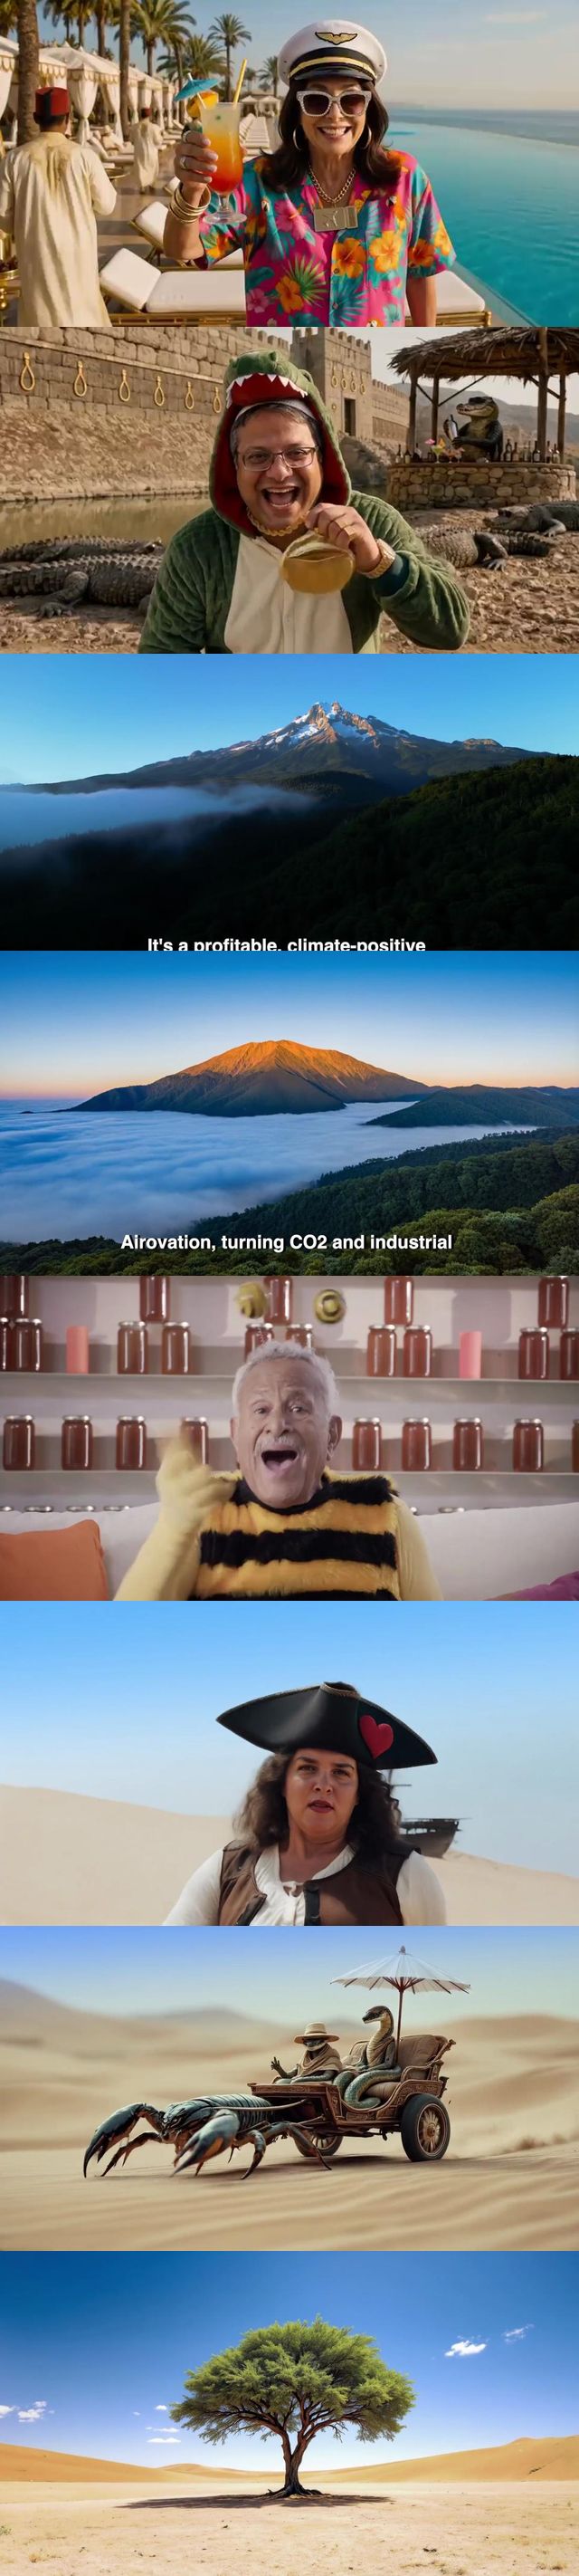 It's a profitable, climate-positive
Airovation, turning CO2 and industrial